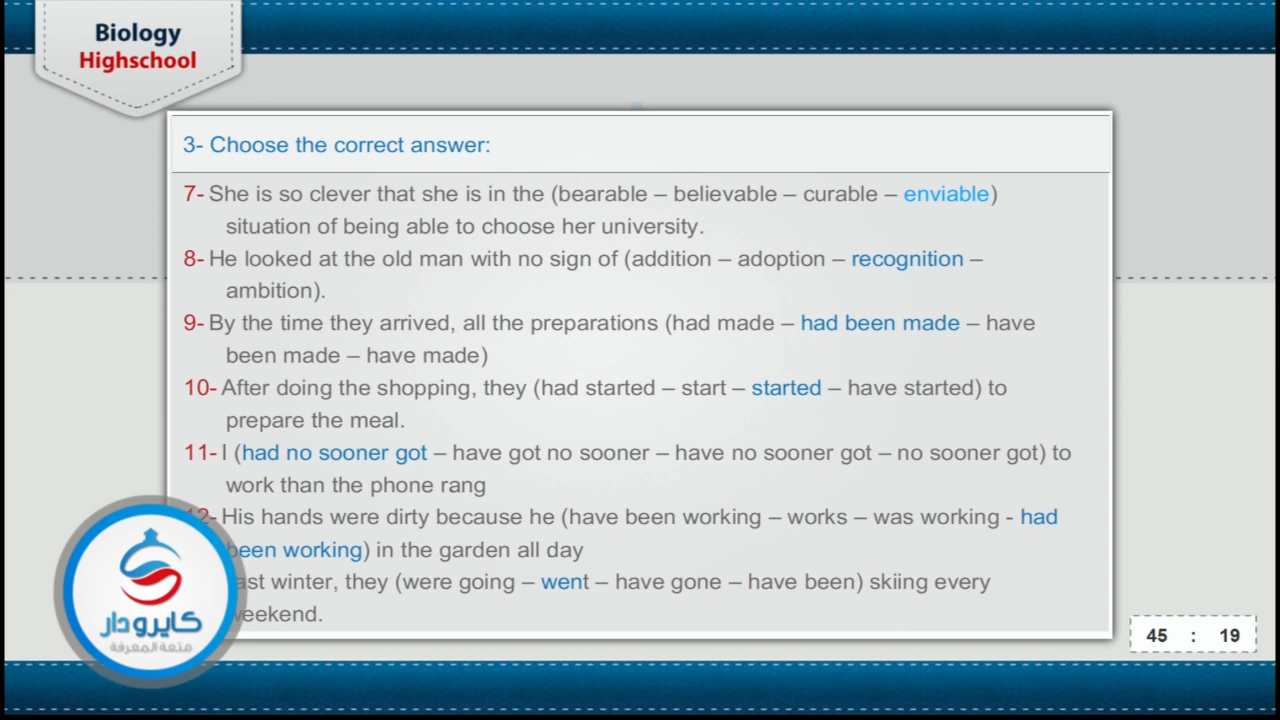 Biology
Highschool
3- Choose the correct answer:
7- She is so clever that she is in the (bearable – believable – curable – enviable)
situation of being able to choose her university.
8- He looked at the old man with no sign of (addition – adoption – recognition –
ambition).
9- By the time they arrived, all the preparations (had made – had been made – have
been made – have made)
10- After doing the shopping, they (had started – start – started – have started) to
prepare the meal.
11- I (had no sooner got – have got no sooner – have no sooner got – no sooner got) to
work than the phone rang
12- His hands were dirty because he (have been working – works – was working - had
been working) in the garden all day
ast winter, they (were going – went – have gone – have been) skiing every
weekend.
كايرودار
متعة المعرفة
45 : 19